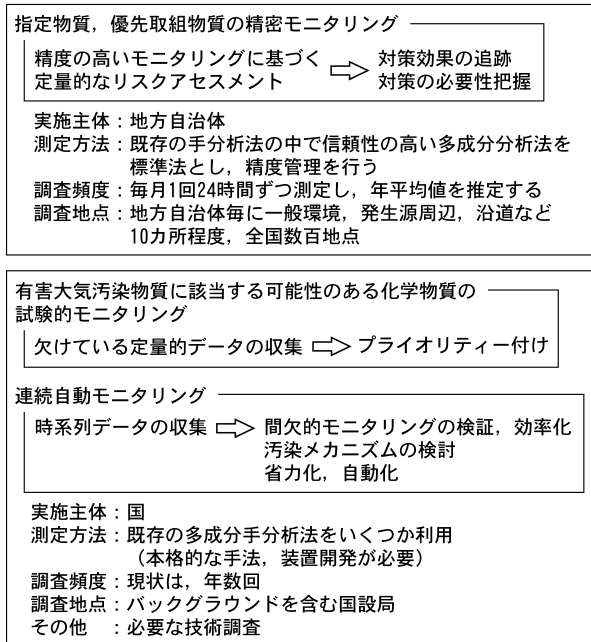 指定物質，優先取組物質の精密モニタリング
精度の高いモニタリングに基づく
定量的なリスクアセスメント
対策効果の追跡
対策の必要性把握
実施主体：地方自治体
測定方法：既存の手分析法の中で信頼性の高い多成分分析法を
標準法とし，精度管理を行う
調査頻度：毎月1回24時間ずつ測定し，年平均値を推定する
調査地点：地方自治体毎に一般環境，発生源周辺，沿道など
10カ所程度，全国数百地点
有害大気汚染物質に該当する可能性のある化学物質の
試験的モニタリング
欠けている定量的データの収集 ⇨ プライオリティー付け
連続自動モニタリング
時系列データの収集 ⇨ 間欠的モニタリングの検証，効率化
汚染メカニズムの検討
省力化，自動化
実施主体：国
測定方法：既存の多成分手分析法をいくつか利用
（本格的な手法，装置開発が必要）
調査頻度：現状は，年数回
調査地点：バックグラウンドを含む国設局
その他　：必要な技術調査